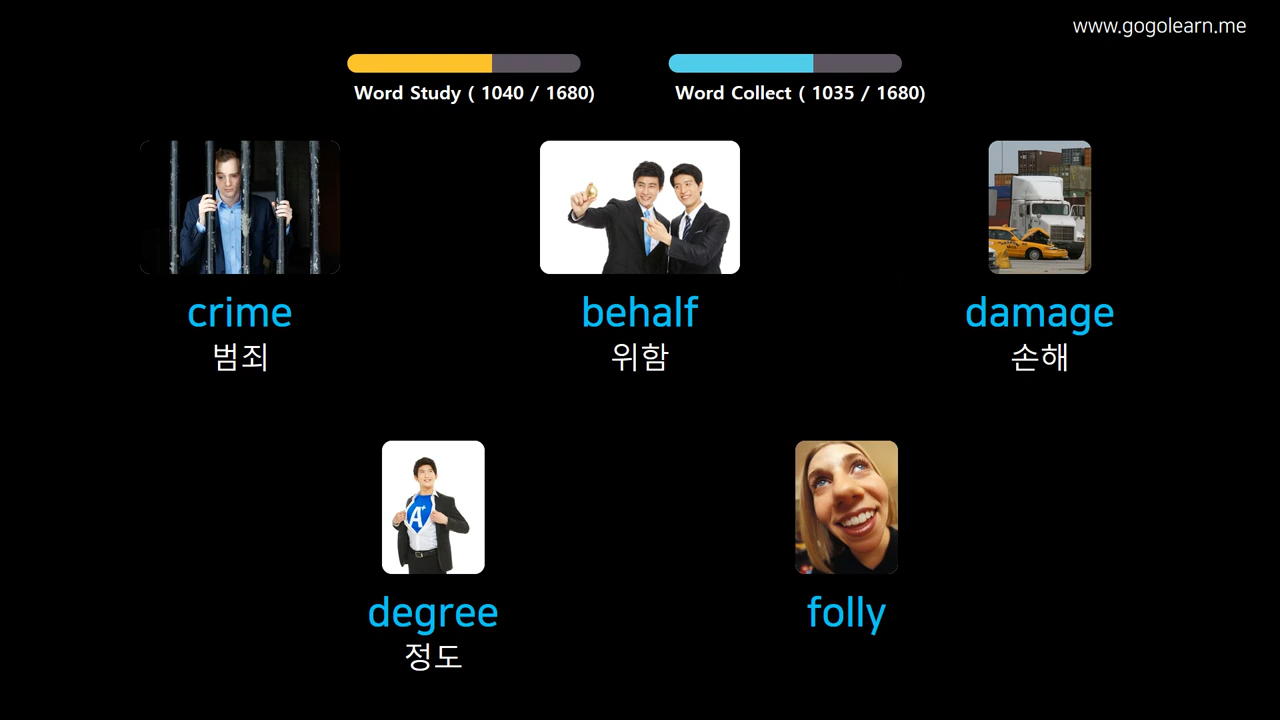 www.gogolearn.me
Word Study ( 1040 / 1680)
Word Collect ( 1035 / 1680)
crime
범죄
behalf
위함
damage
손해
A+
degree
정도
folly